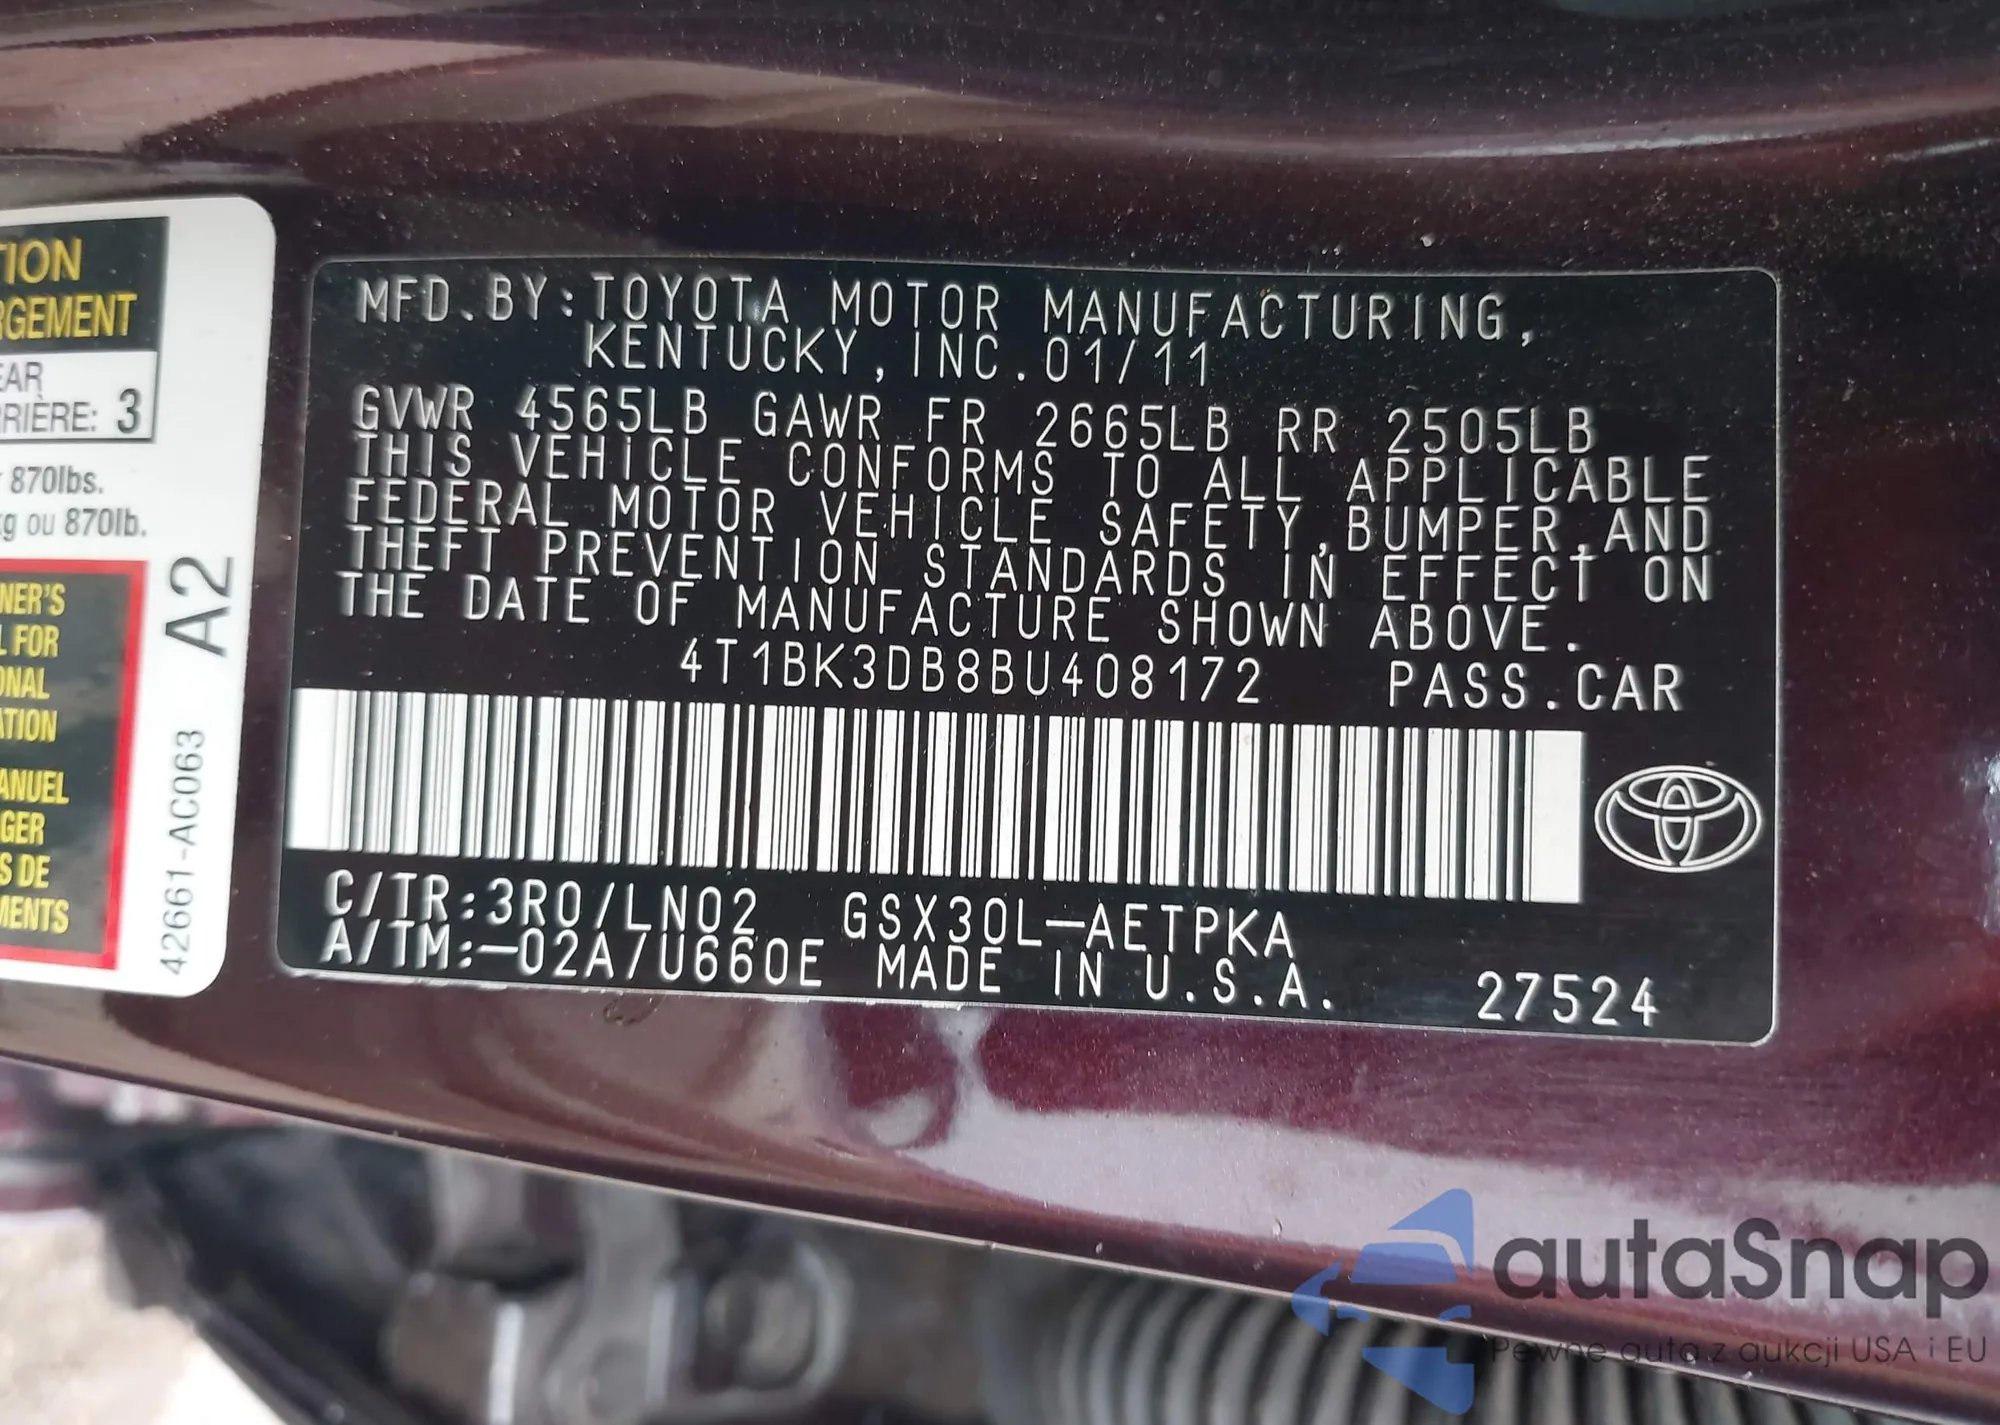 TION
RGEMENT
EAR
RRIÈRE: 3
870lbs.
kg ou 870lb.
NER'S
L FOR
ONAL
ATION
ANUEL
GER
S DE
MENTS
A2
42661-AC063
MFD.BY:TOYOTA MOTOR MANUFACTURING,
KENTUCKY,INC.01/11
GVWR 4565LB GAWR FR 2665LB RR 2505LB
THIS VEHICLE CONFORMS TO ALL APPLICABLE
FEDERAL MOTOR VEHICLE SAFETY,BUMPER,AND
THEFT PREVENTION STANDARDS IN EFFECT ON
THE DATE OF MANUFACTURE SHOWN ABOVE.
4T1BK3DB8BU408172 PASS.CAR
C/TR:3R0/LN02 GSX30L-AETPKA
A/TM:-02A/U660E MADE IN U.S.A. 27524
autaSnap
Pewne auta z aukcji USA i EU